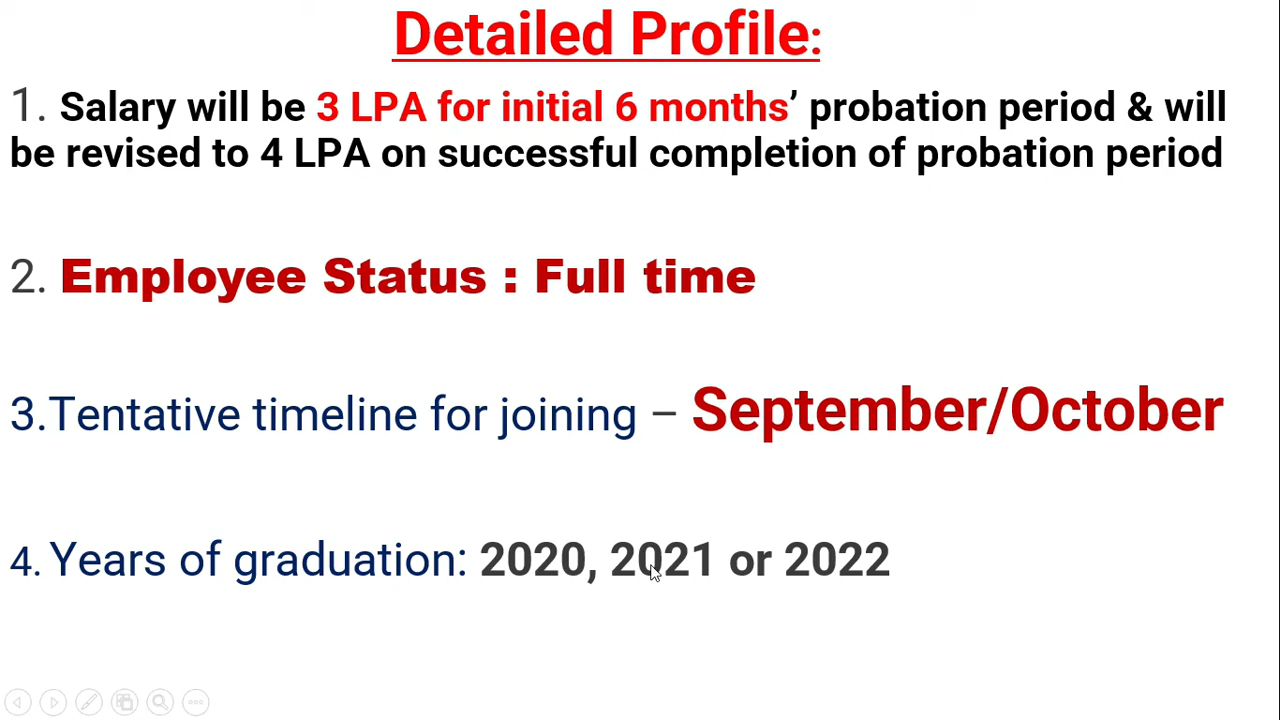 Detailed Profile:
1. Salary will be 3 LPA for initial 6 months’ probation period & will
be revised to 4 LPA on successful completion of probation period
2. Employee Status : Full time
3.Tentative timeline for joining – September/October
4. Years of graduation: 2020, 2021 or 2022